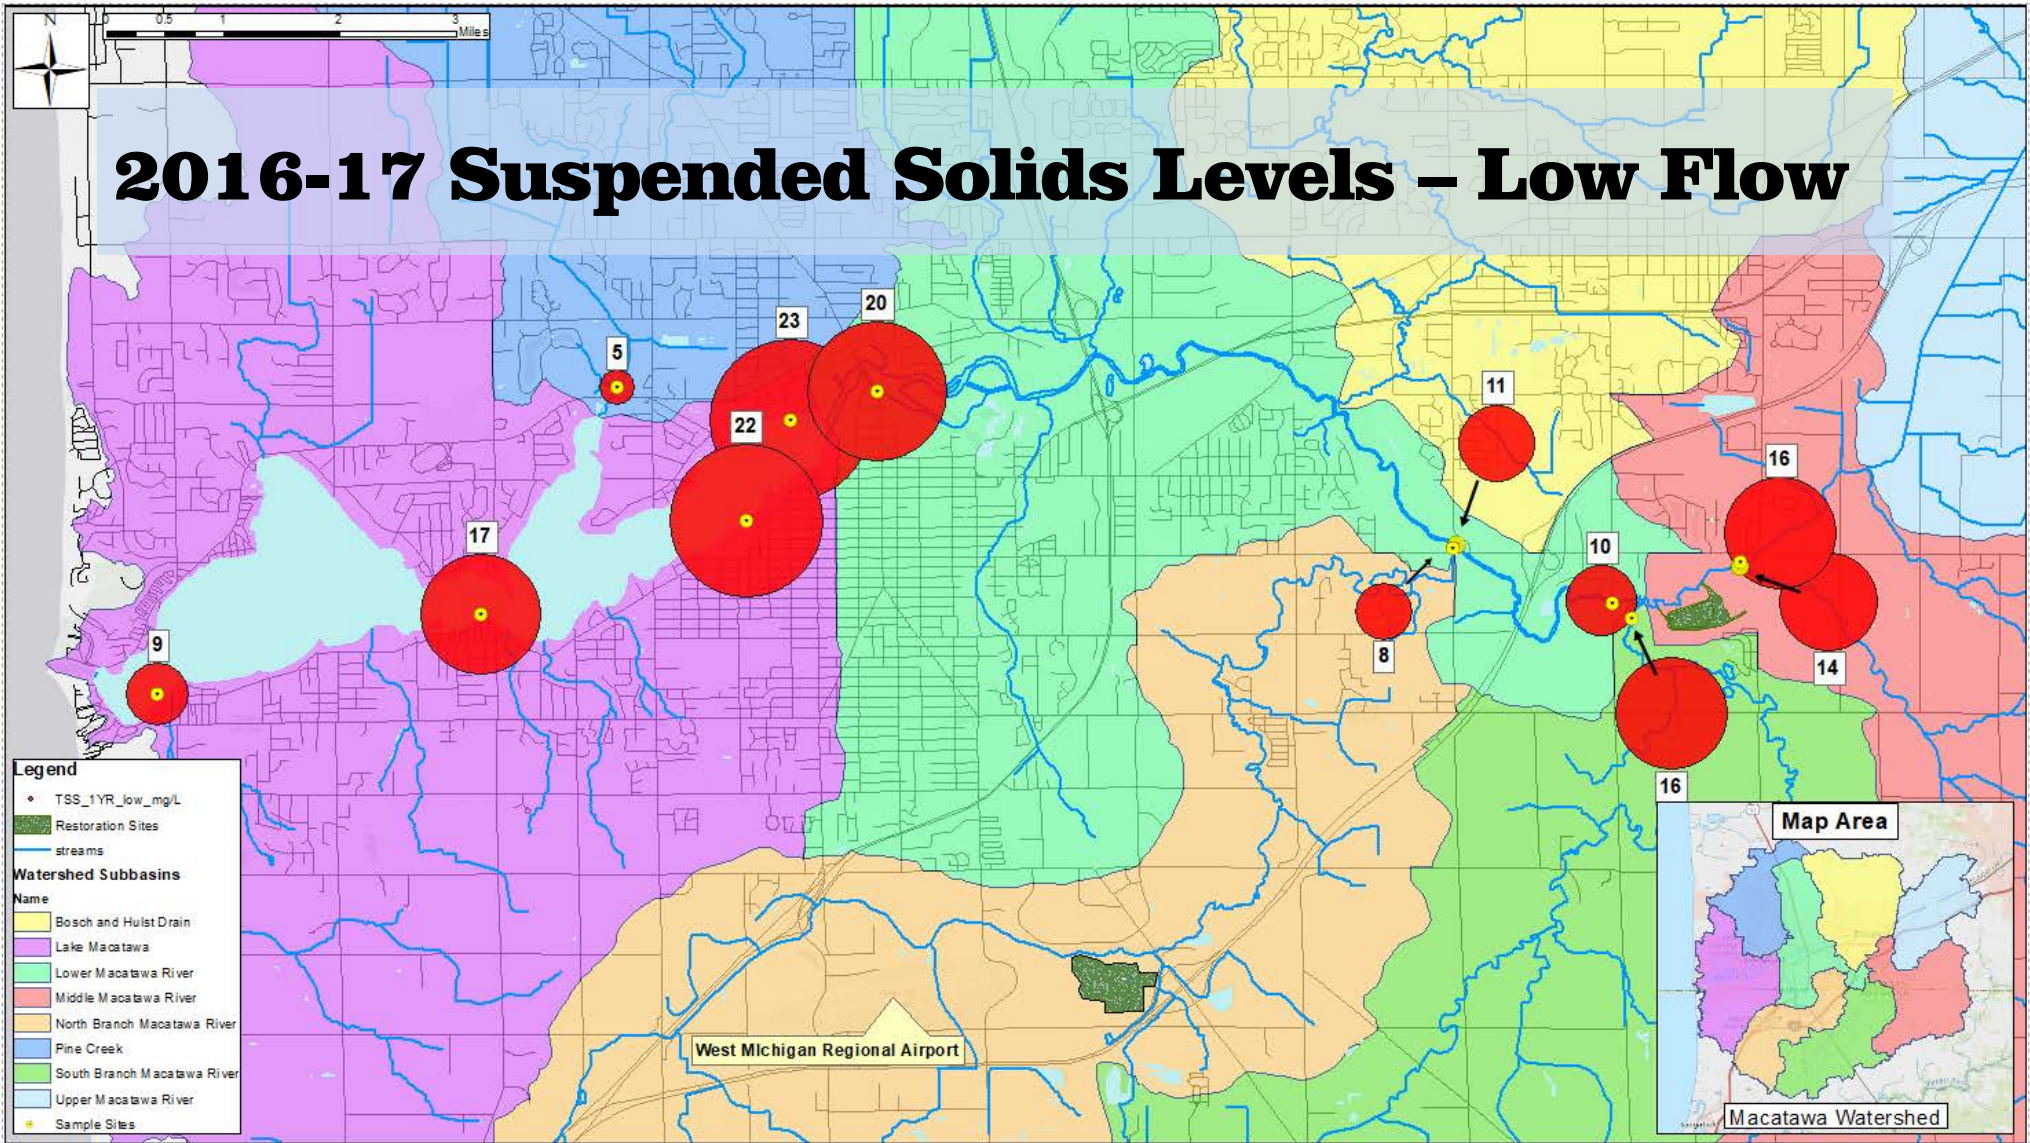 N
0 0.5 1 2 3
Miles
2016-17 Suspended Solids Levels – Low Flow
20
23
5
11
22
16
17
10
9
8
14
16
Legend
TSS_1YR_low_mg/L
Restoration Sites
streams
Watershed Subbasins
Name
Bosch and Hulst Drain
Lake Macatawa
Lower Macatawa River
Middle Macatawa River
North Branch Macatawa River
Pine Creek
South Branch Macatawa River
Upper Macatawa River
Sample Sites
West MIchigan Regional Airport
Map Area
Macatawa Watershed